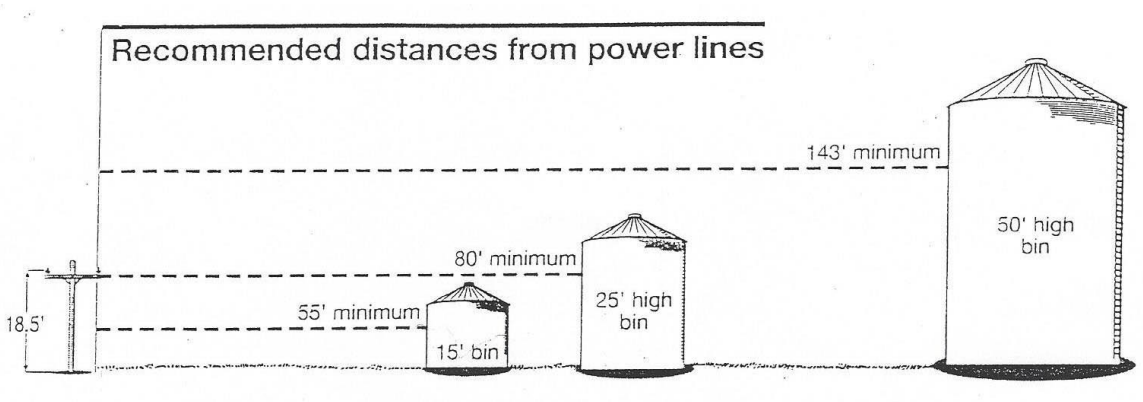 Recommended distances from power lines
143' minimum
50' high
bin
80' minimum
25' high
bin
55' minimum
18.5'
15' bin